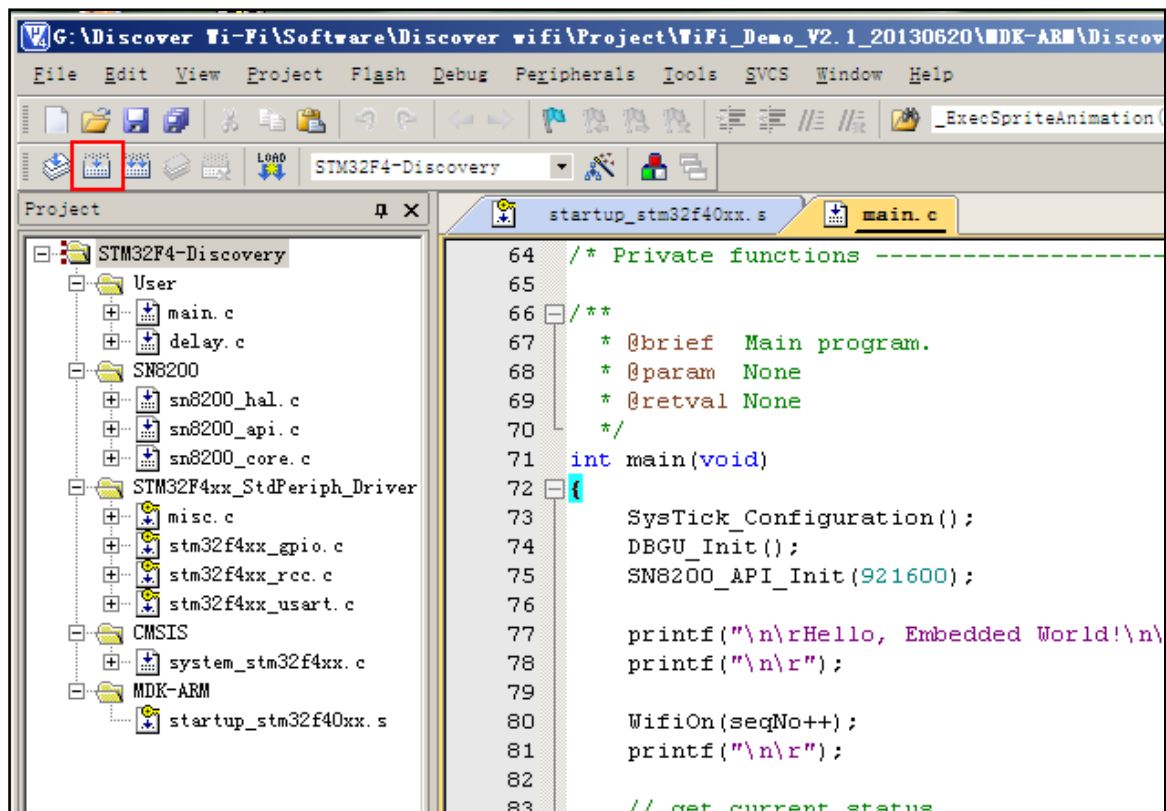 G:\Discover Wi-Fi\Software\Discover wifi\Project\WiFi_Demo_V2.1_20130620\MDK-ARM\Discov
File Edit View Project Flash Debug Peripherals Tools SVCS Window Help
_ExecSpriteAnimation(
LOAD STM32F4-Discovery
Project
startup_stm32f40xx.s main.c
STM32F4-Discovery
User
main.c
delay.c
SN8200
sn8200_hal.c
sn8200_api.c
sn8200_core.c
STM32F4xx_StdPeriph_Driver
misc.c
stm32f4xx_gpio.c
stm32f4xx_rcc.c
stm32f4xx_usart.c
CMSIS
system_stm32f4xx.c
MDK-ARM
startup_stm32f40xx.s
64 /* Private functions --------------------
65
66 /**
67 * @brief Main program.
68 * @param None
69 * @retval None
70 */
71 int main(void)
72 {
73 SysTick_Configuration();
74 DBGU_Init();
75 SN8200_API_Init(921600);
76
77 printf("\n\rHello, Embedded World!\n\
78 printf("\n\r");
79
80 WifiOn(seqNo++);
81 printf("\n\r");
82
83 // get current status